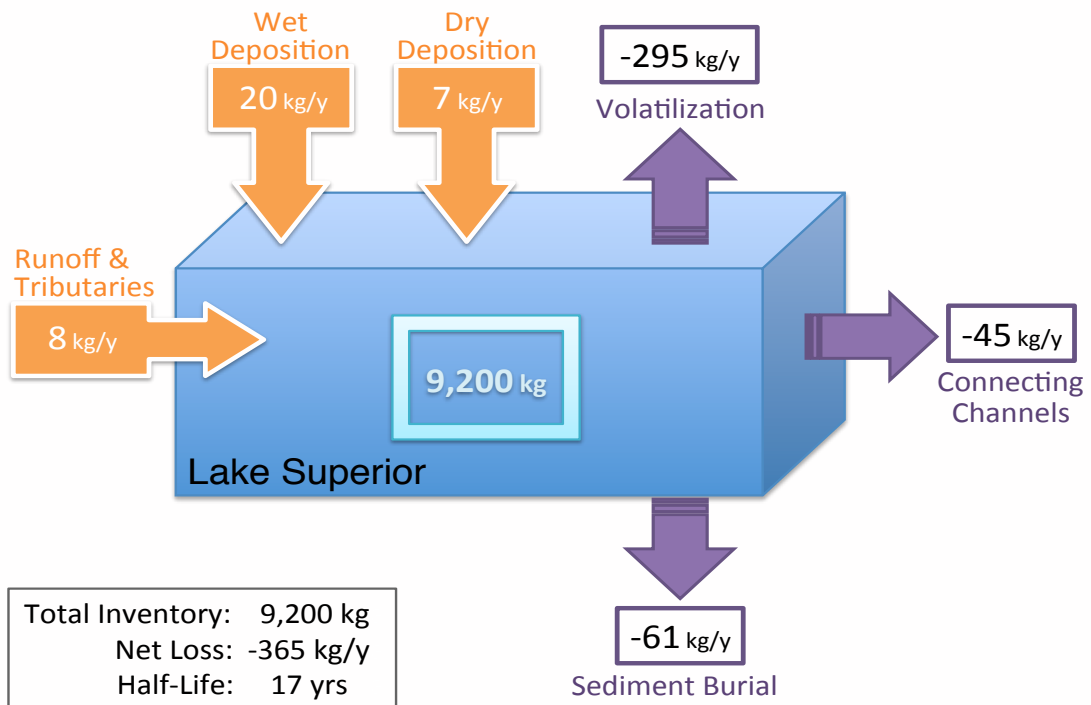 Wet
Deposition
20 kg/y
Dry
Deposition
7 kg/y
-295 kg/y
Volatilization
Runoff &
Tributaries
8 kg/y
9,200 kg
-45 kg/y
Connecting
Channels
Lake Superior
-61 kg/y
Sediment Burial
Total Inventory: 9,200 kg
Net Loss: -365 kg/y
Half-Life: 17 yrs